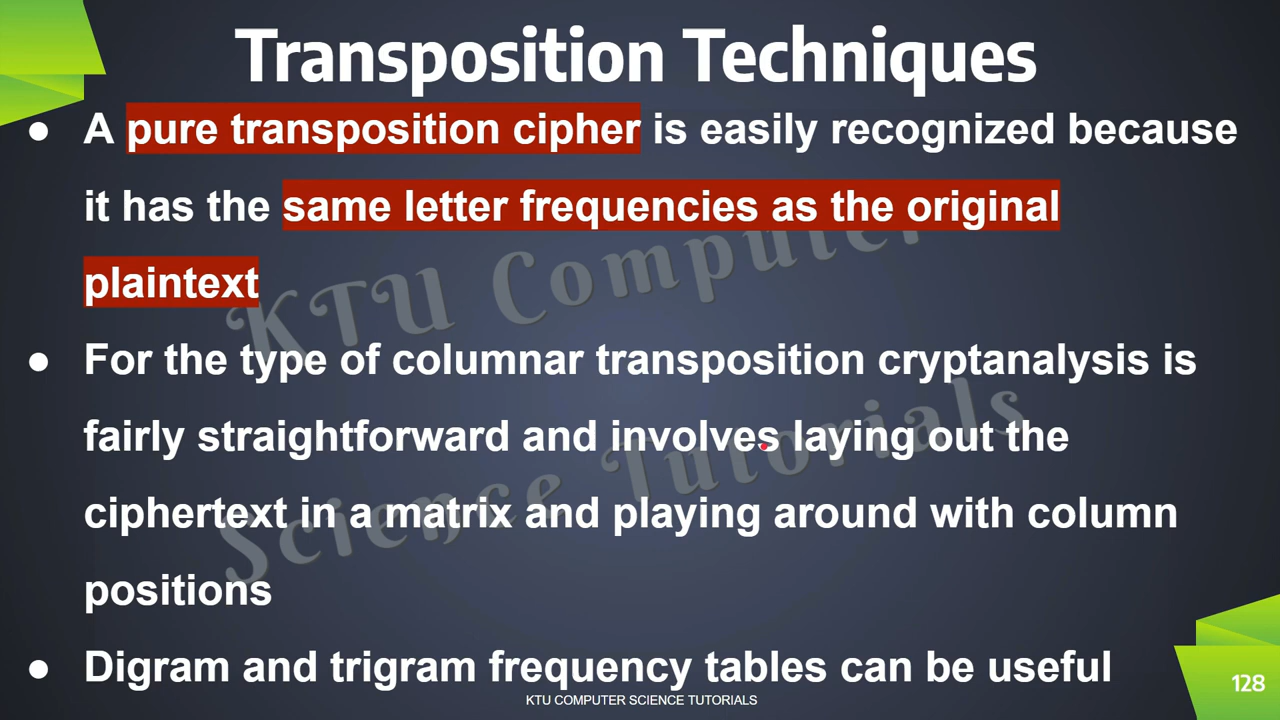 Transposition Techniques
● A pure transposition cipher is easily recognized because
it has the same letter frequencies as the original
plaintext
● For the type of columnar transposition cryptanalysis is
fairly straightforward and involves laying out the
ciphertext in a matrix and playing around with column
positions
● Digram and trigram frequency tables can be useful
KTU COMPUTER SCIENCE TUTORIALS
128
KTU Computer
Science Tutorials